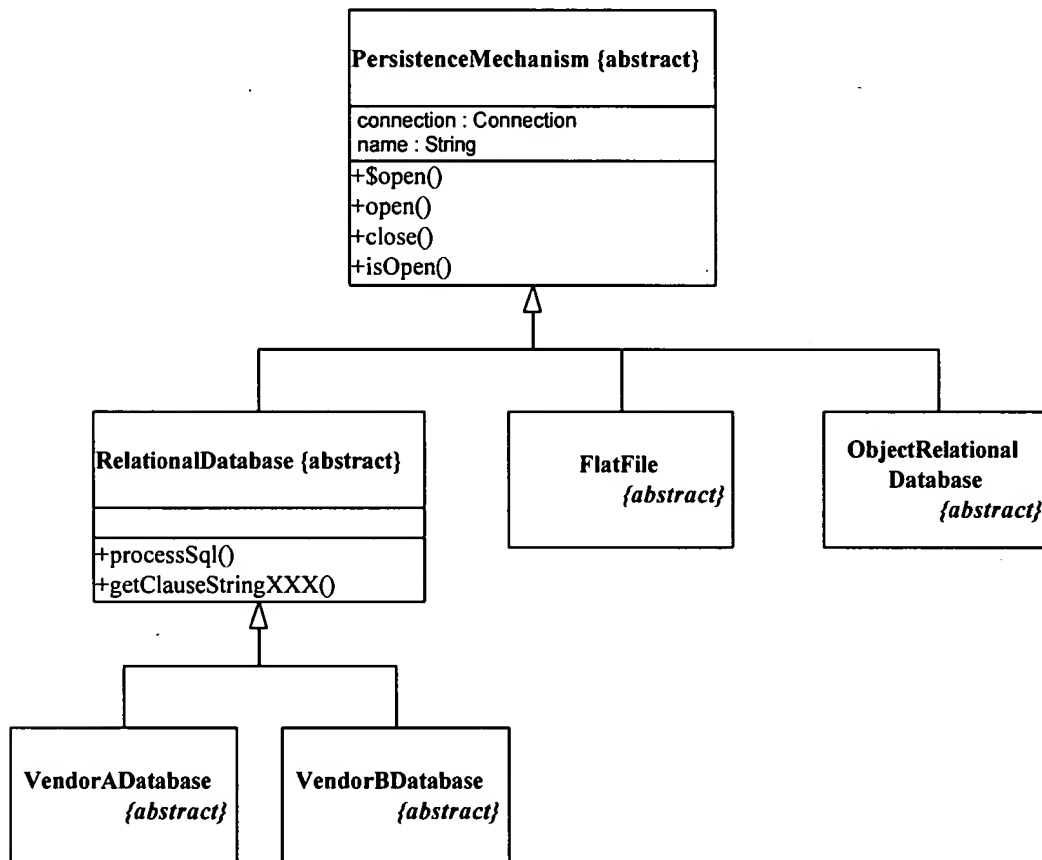 PersistenceMechanism {abstract}
connection : Connection
name : String
+$open()
+open()
+close()
+isOpen()
RelationalDatabase {abstract}
+processSql()
+getClauseStringXXX()
FlatFile
{abstract}
ObjectRelational
Database
{abstract}
VendorADatabase
{abstract}
VendorBDatabase
{abstract}